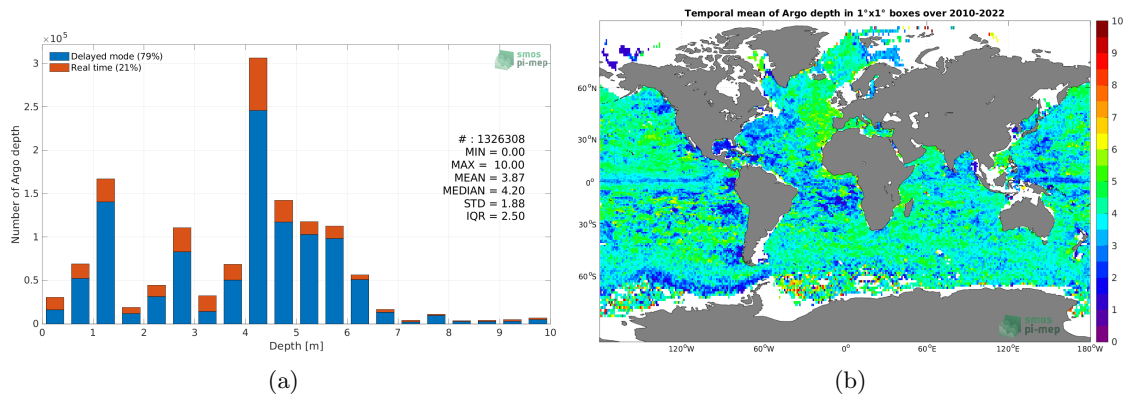 ×10⁵
Delayed mode (79%)
Real time (21%)
smos
pi-mep
3
2.5
2
1.5
1
0.5
0
Number of Argo depth
# : 1326308
MIN = 0.00
MAX = 10.00
MEAN = 3.87
MEDIAN = 4.20
STD = 1.88
IQR = 2.50
0 1 2 3 4 5 6 7 8 9 10
Depth [m]
(a)
Temporal mean of Argo depth in 1°x1° boxes over 2010-2022
60°N
30°N
0°
30°S
60°S
120°W 60°W 0° 60°E 120°E 180°W
smos
pi-mep
10
9
8
7
6
5
4
3
2
1
0
(b)